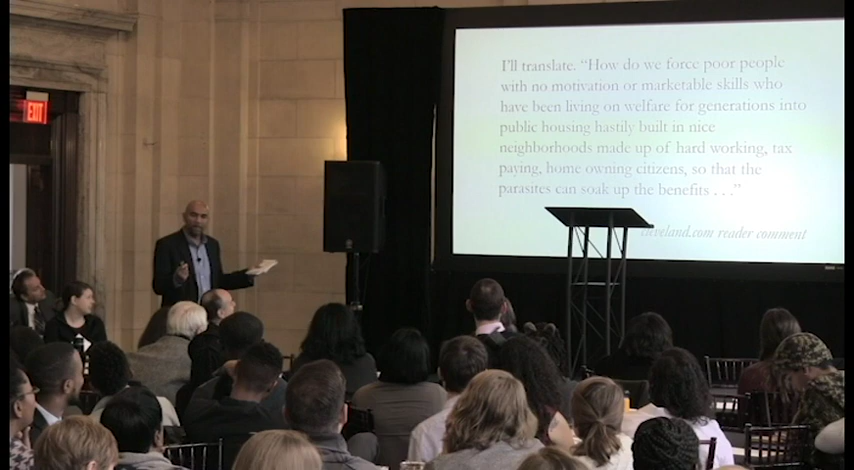 EXIT
I'll translate. “How do we force poor people
with no motivation or marketable skills who
have been living on welfare for generations into
public housing hastily built in nice
neighborhoods made up of hard working, tax
paying, home owning citizens, so that the
parasites can soak up the benefits . . .”
cleveland.com reader comment